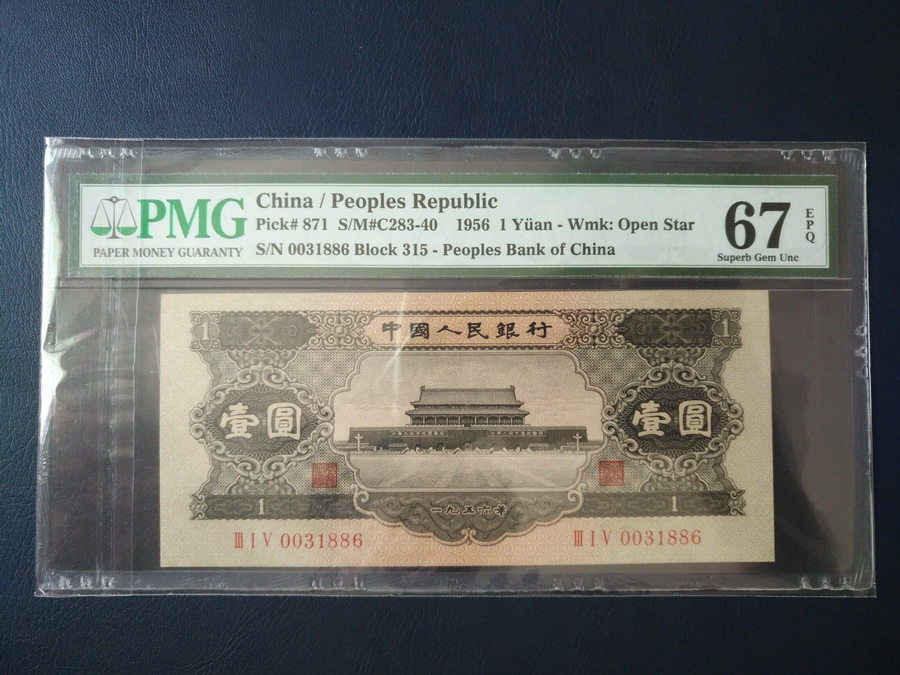 PMG
PAPER MONEY GUARANTY
China / Peoples Republic
Pick# 871 S/M#C283-40 1956 1 Yüan - Wmk: Open Star
S/N 0031886 Block 315 - Peoples Bank of China
67
EPQ
Superb Gem Unc
1 中國人民銀行 1
壹圓 壹圓
1 一九五六年 1
III I V 0031886 III I V 0031886